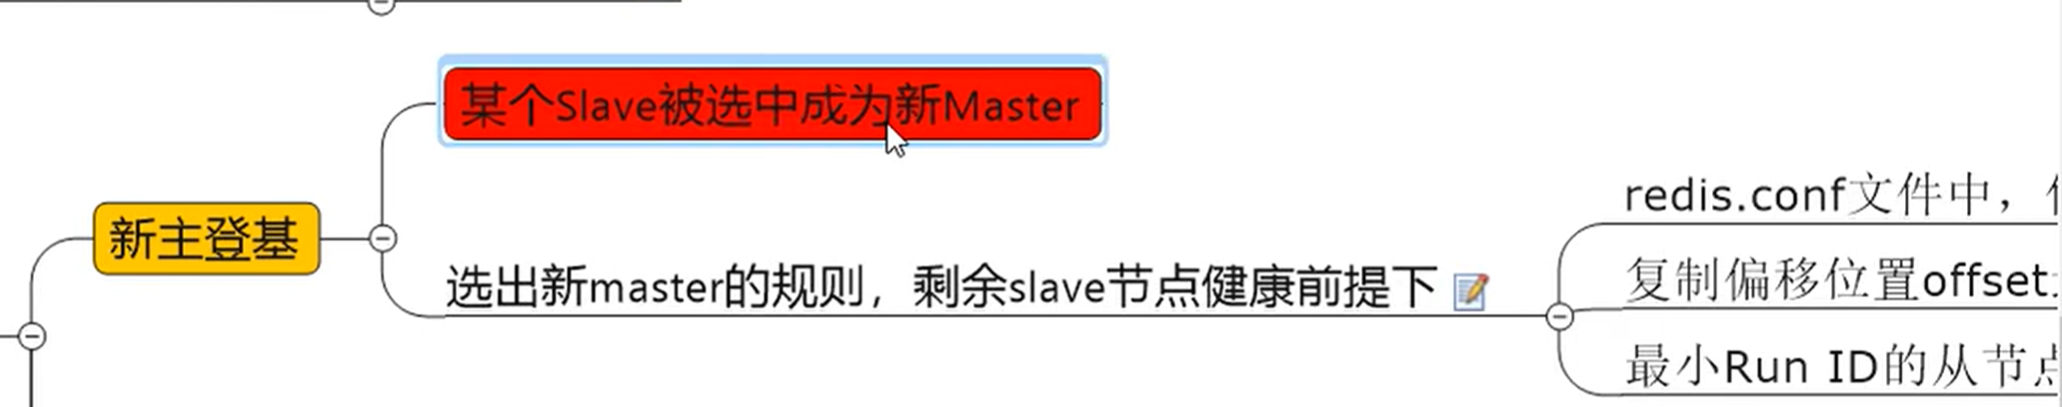 某个Slave被选中成为新Master
新主登基
选出新master的规则，剩余slave节点健康前提下
redis.conf文件中，
复制偏移位置offset
最小Run ID的从节点